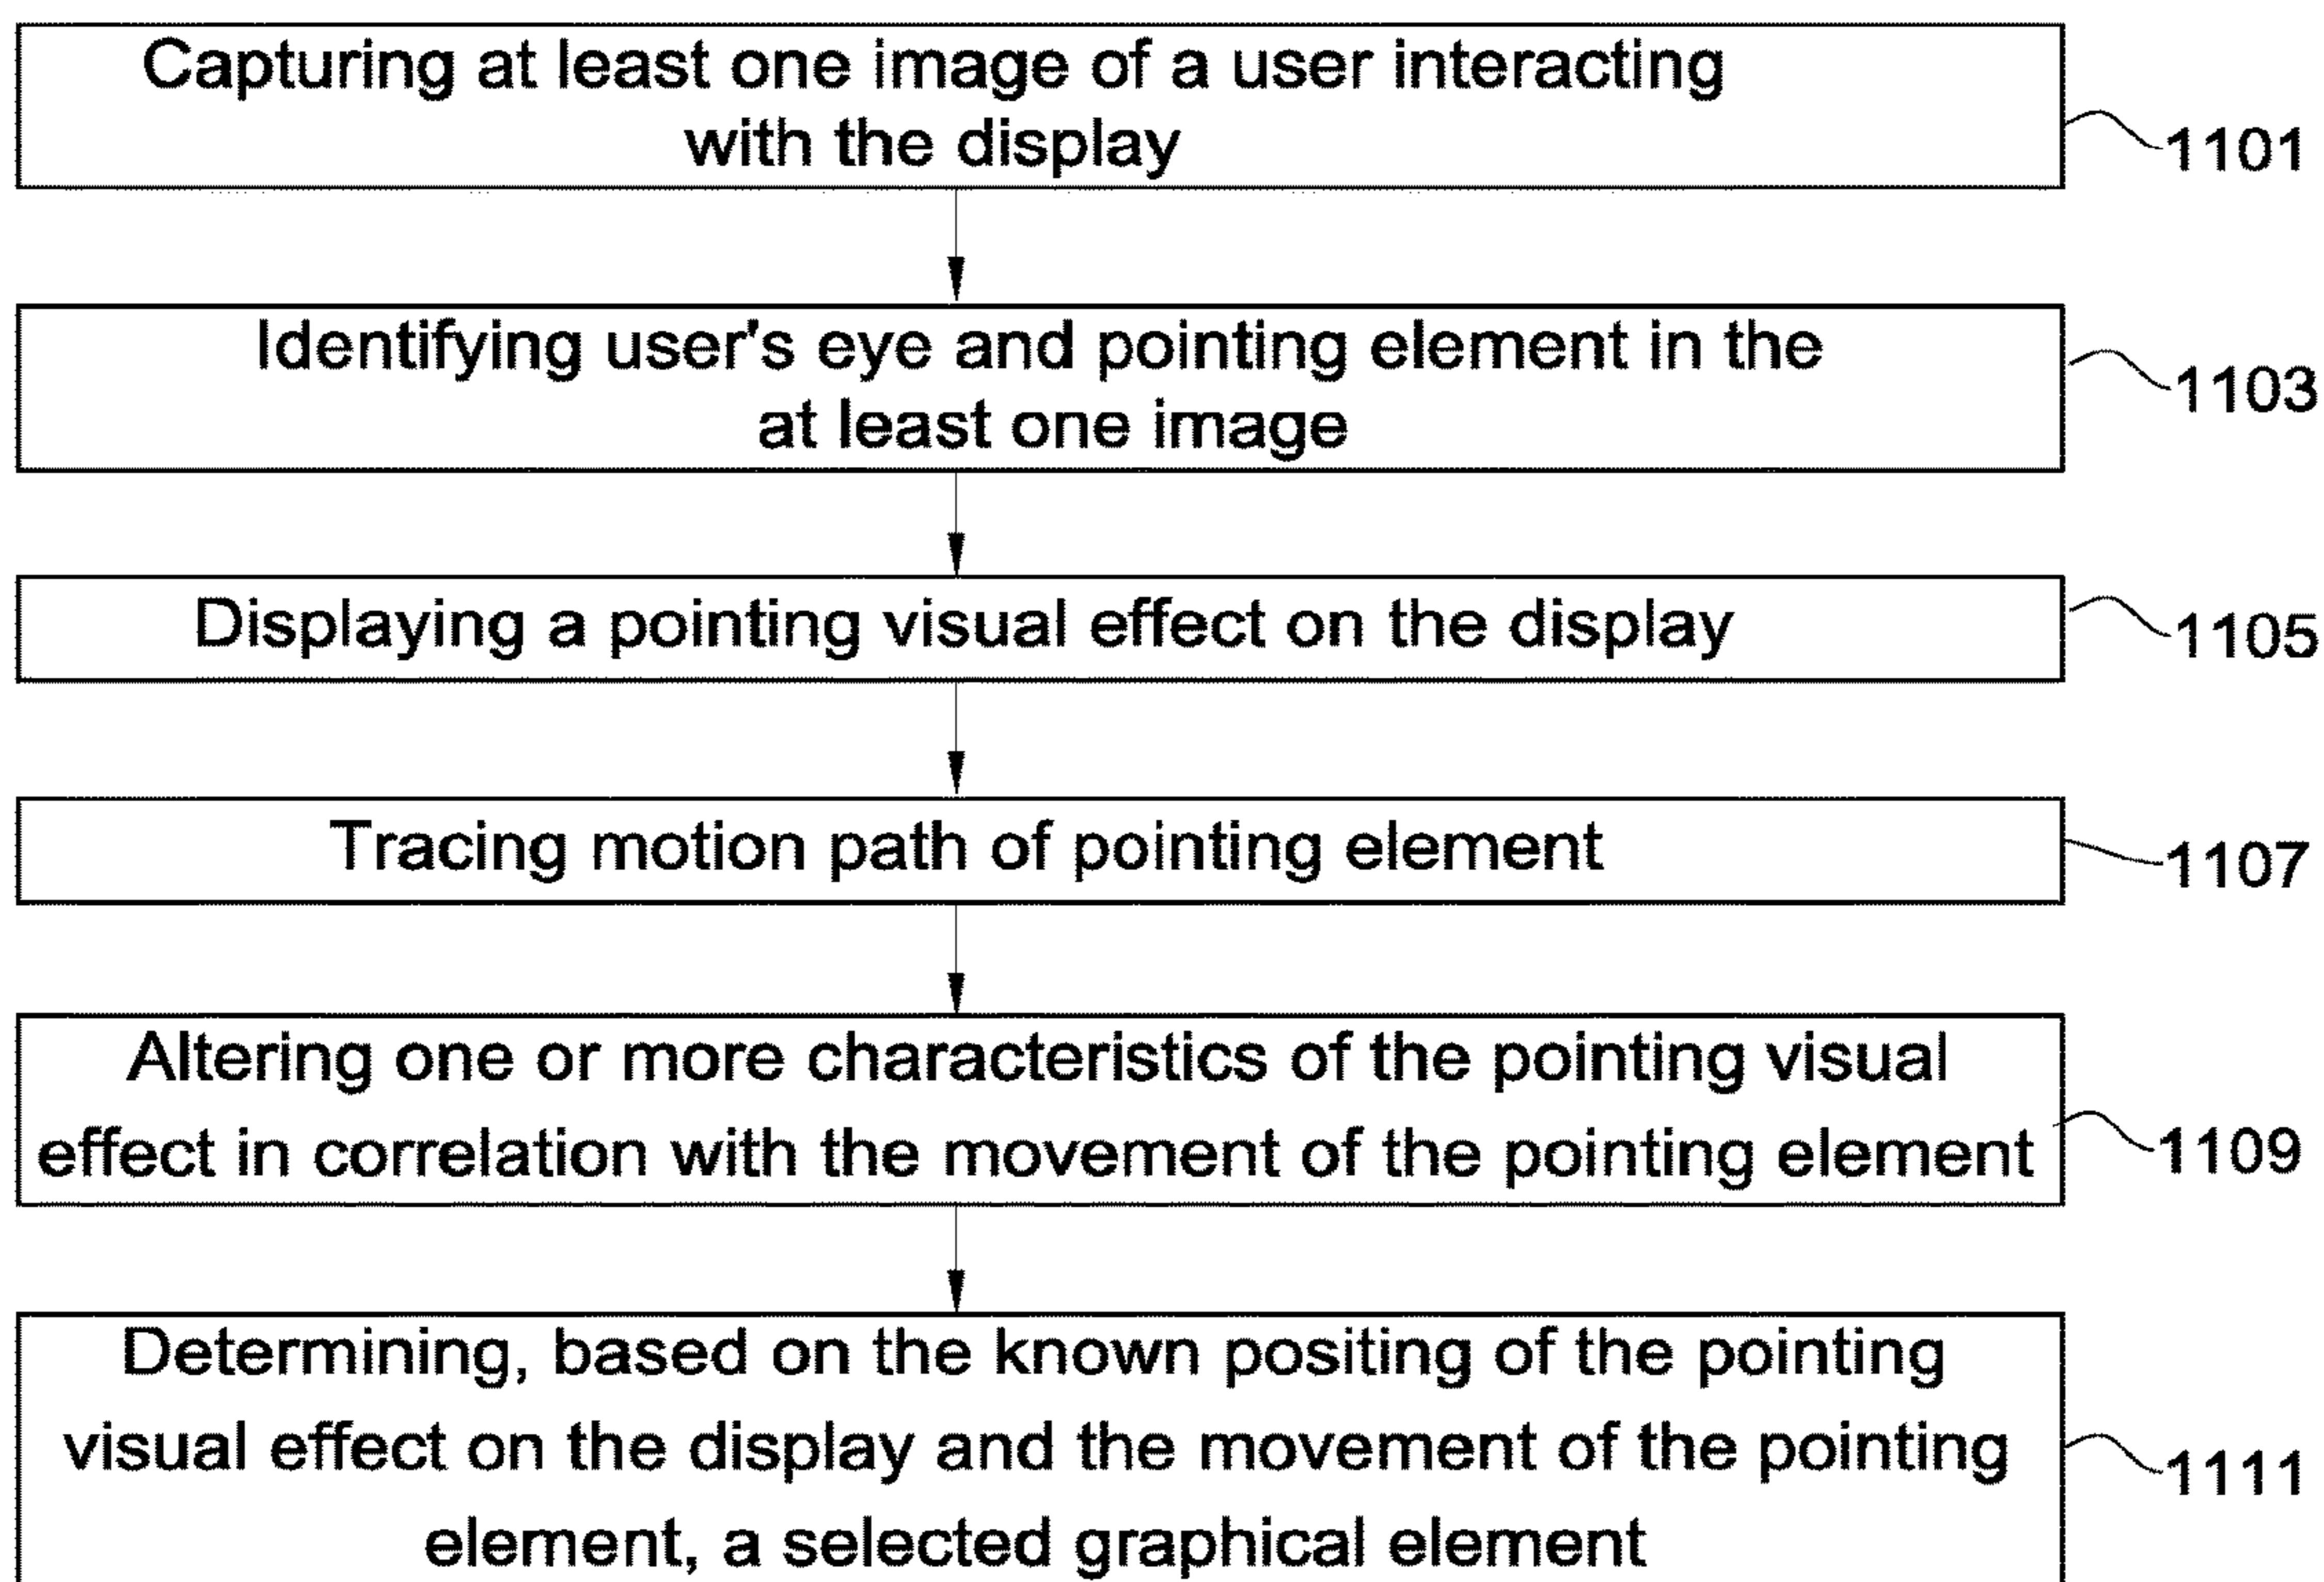 Capturing at least one image of a user interacting
with the display
1101
Identifying user's eye and pointing element in the
at least one image
1103
Displaying a pointing visual effect on the display
1105
Tracing motion path of pointing element
1107
Altering one or more characteristics of the pointing visual
effect in correlation with the movement of the pointing element
1109
Determining, based on the known positing of the pointing
visual effect on the display and the movement of the pointing
element, a selected graphical element
1111